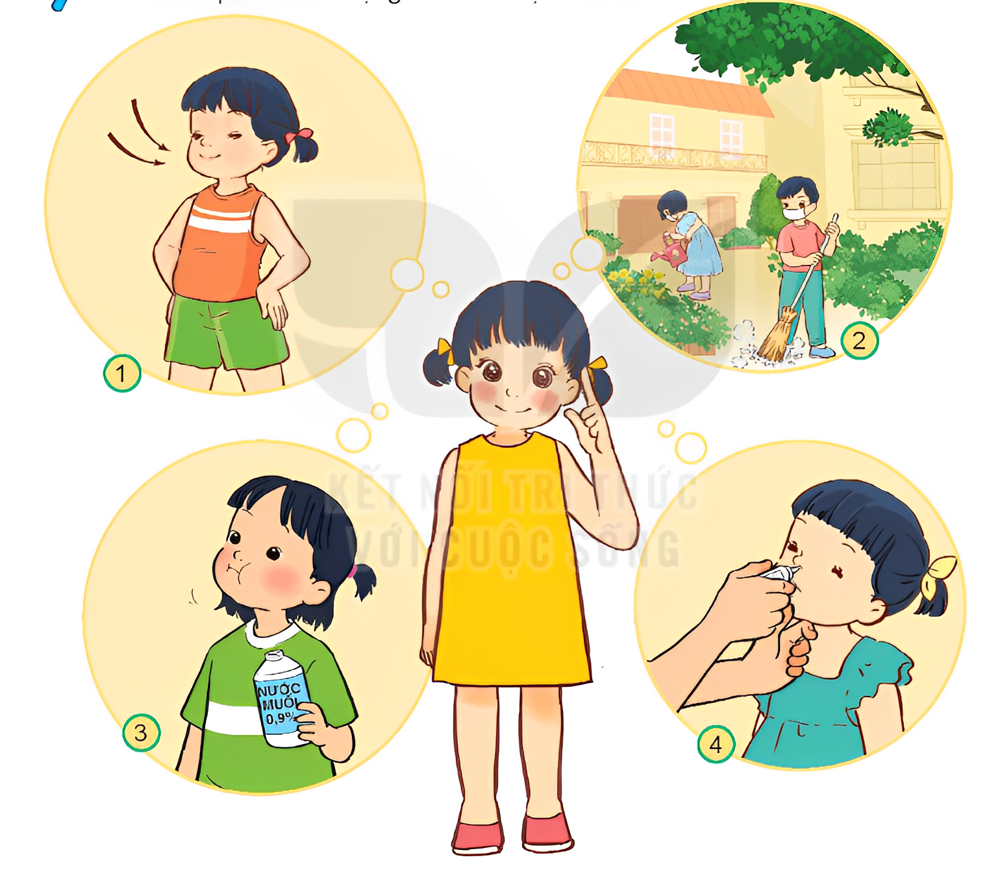 1
2
KẾT NỐI TRI THỨC
VỚI CUỘC SỐNG
NƯỚC
MUỐI
0,9%
3
4